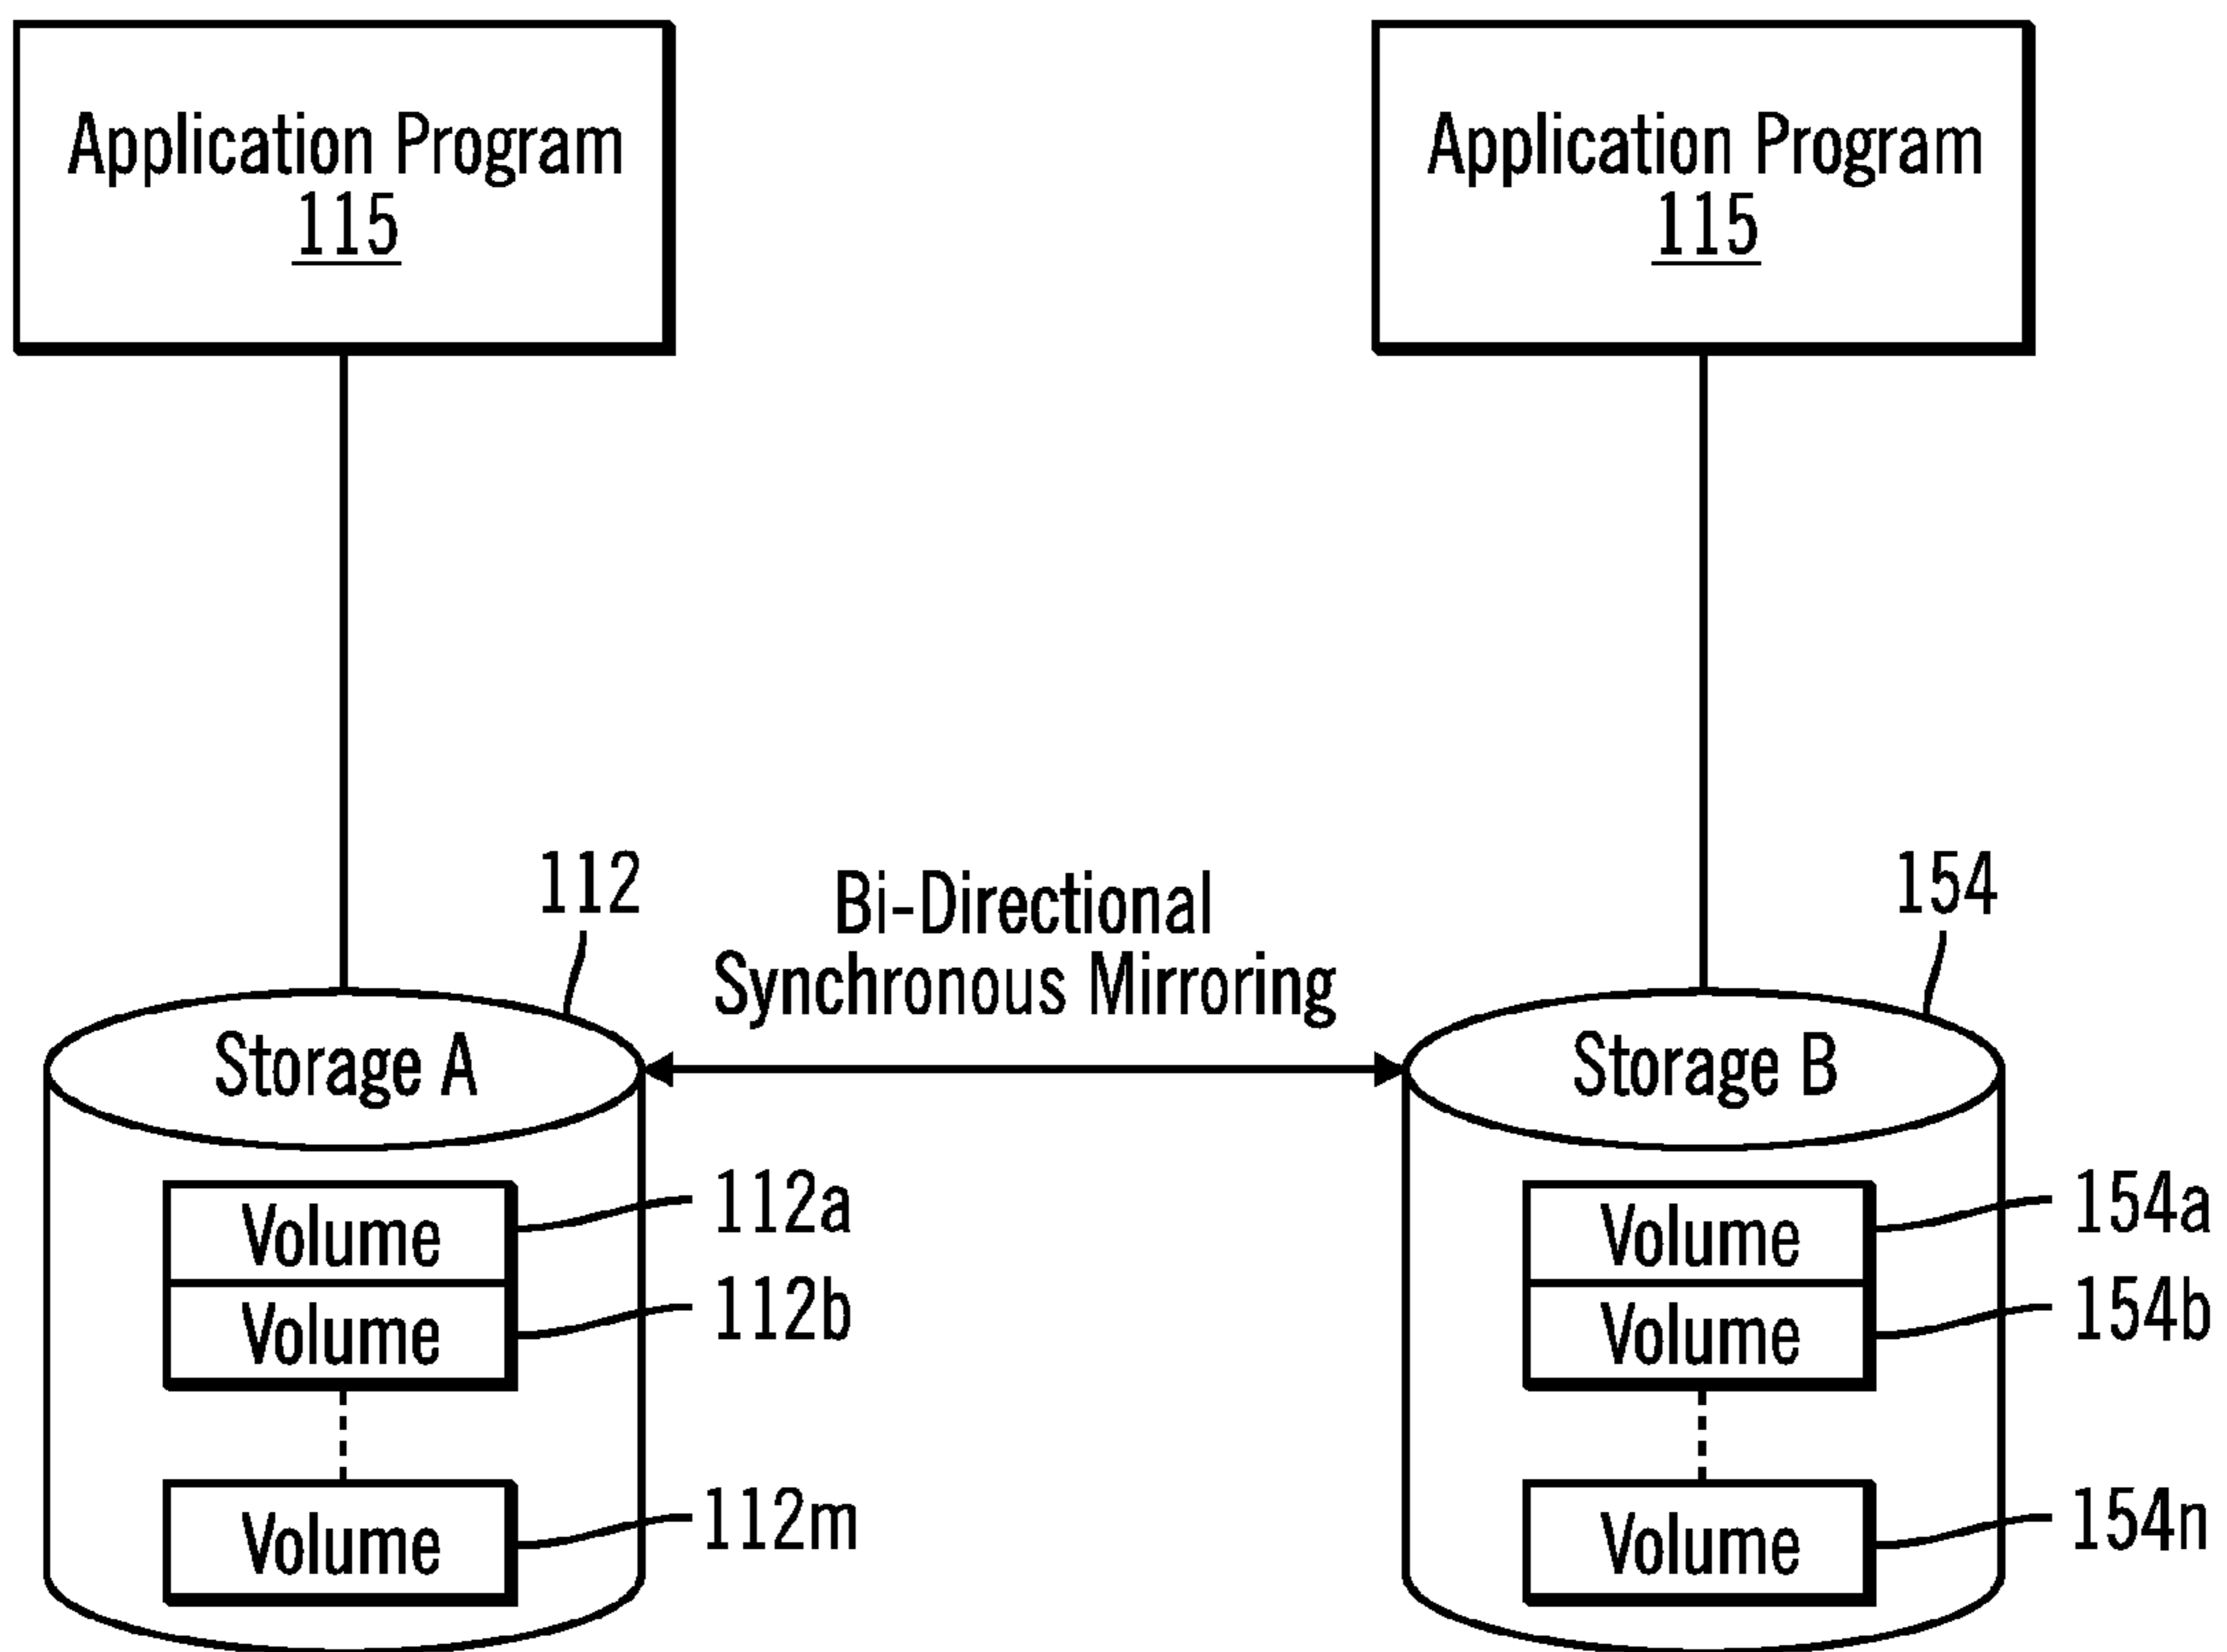 Application Program
115
Application Program
115
112
Bi-Directional
Synchronous Mirroring
154
Storage A
Storage B
Volume
112a
Volume
112b
Volume
112m
Volume
154a
Volume
154b
Volume
154n